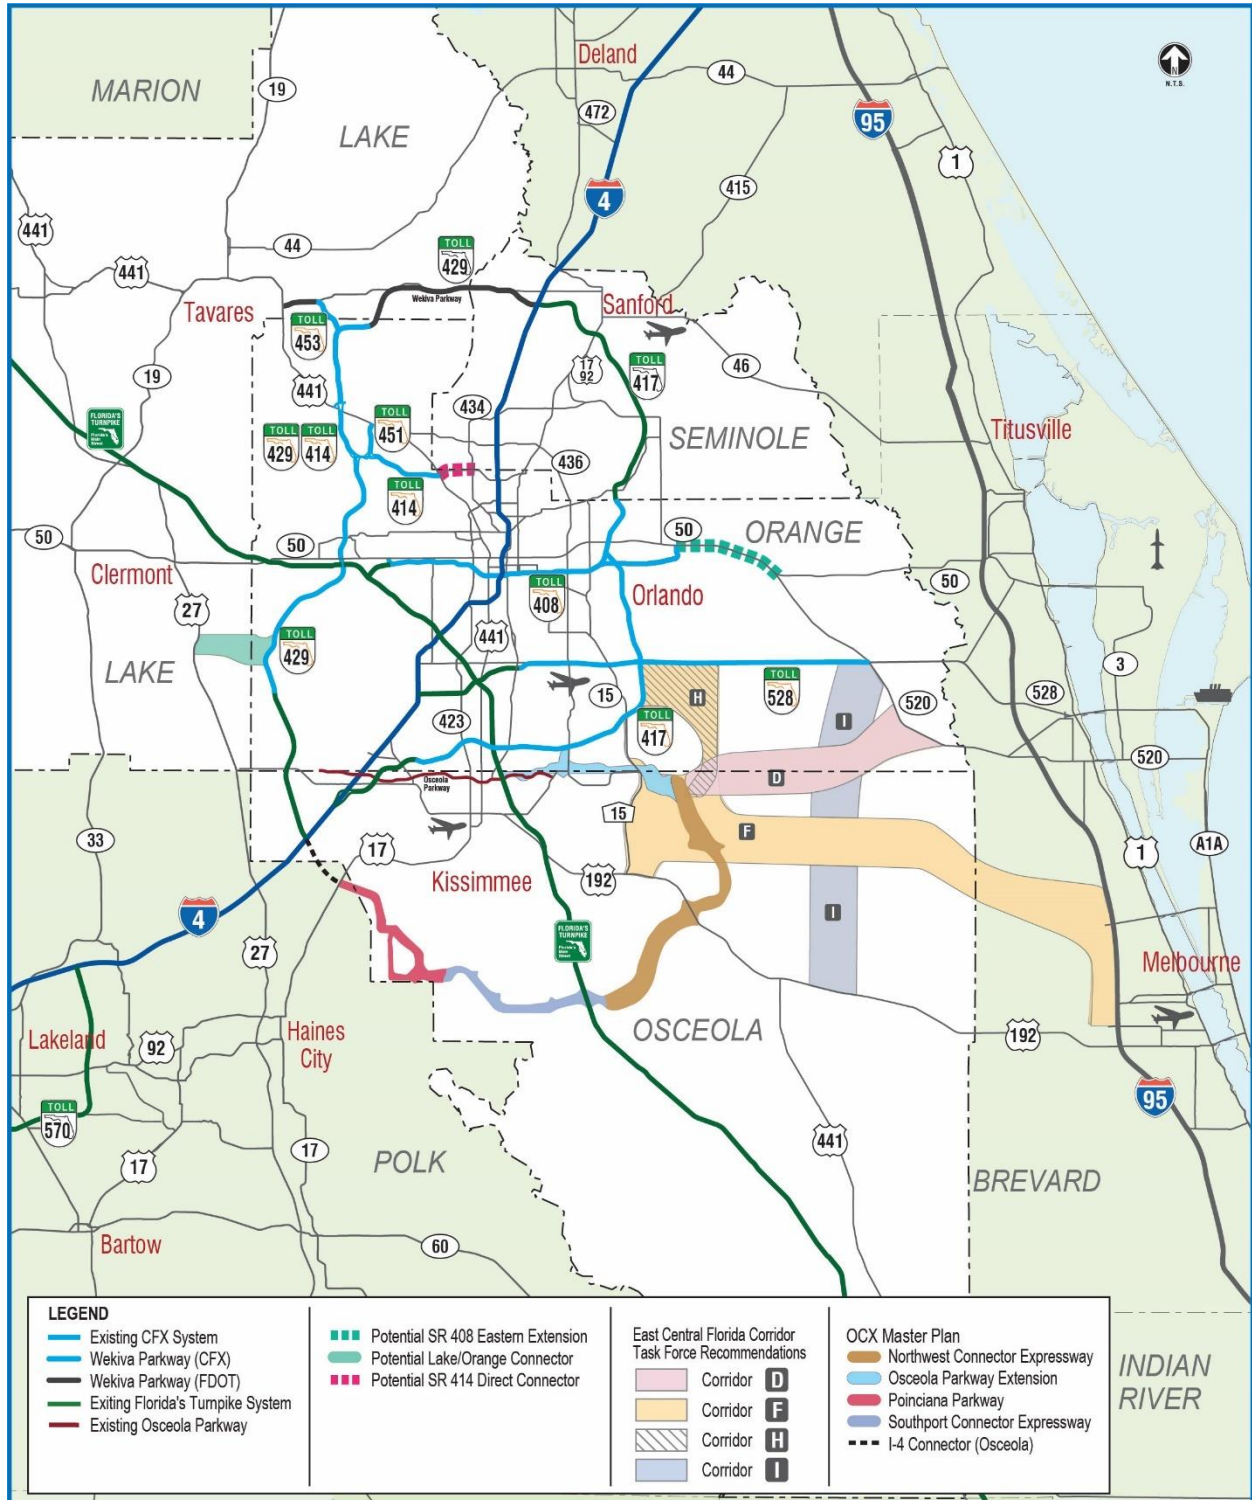 Deland
44
MARION
19
N
N.T.S.
472
95
LAKE
1
415
4
441
44
TOLL
429
441
Wekiva Parkway
Tavares
Sanford
TOLL
453
17
92
TOLL
417
46
19
441
434
FLORIDA'S
TURNPIKE
TOLL
451
Titusville
TOLL
429
TOLL
414
SEMINOLE
436
TOLL
414
50
50
50
ORANGE
Clermont
50
TOLL
408
Orlando
27
441
TOLL
429
3
LAKE
15
H
TOLL
528
528
520
423
TOLL
417
I
520
D
Osceola
Parkway
15
F
33
17
1
A1A
Kissimmee
192
4
I
FLORIDA'S
TURNPIKE
27
Melbourne
OSCEOLA
Lakeland
92
Haines
City
192
95
TOLL
570
441
17
17
POLK
BREVARD
Bartow
60
LEGEND
Existing CFX System
Wekiva Parkway (CFX)
Wekiva Parkway (FDOT)
Exiting Florida's Turnpike System
Existing Osceola Parkway
Potential SR 408 Eastern Extension
Potential Lake/Orange Connector
Potential SR 414 Direct Connector
East Central Florida Corridor
Task Force Recommendations
Corridor D
Corridor F
Corridor H
Corridor I
OCX Master Plan
Northwest Connector Expressway
Osceola Parkway Extension
Poinciana Parkway
Southport Connector Expressway
I-4 Connector (Osceola)
INDIAN
RIVER